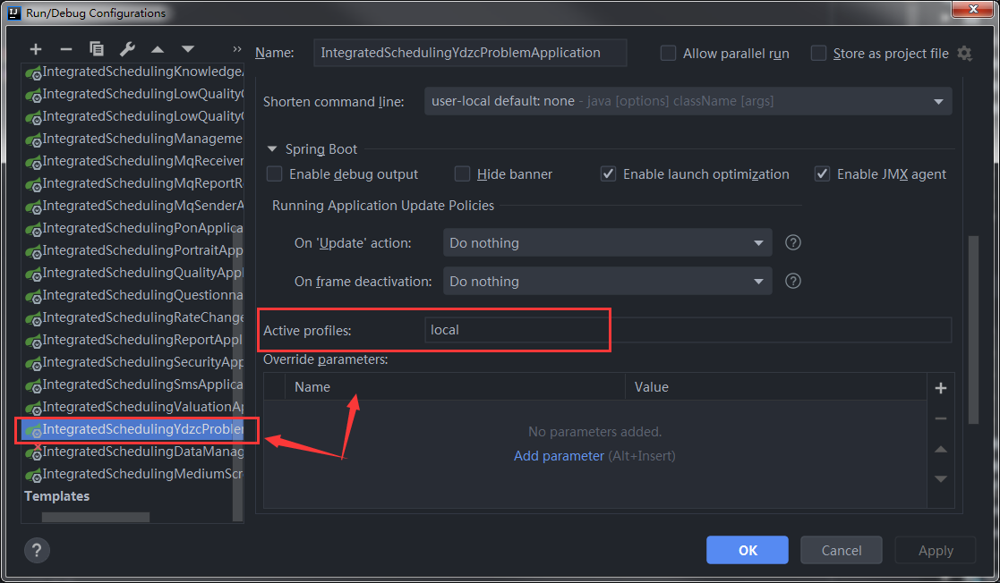 Run/Debug Configurations
Name: IntegratedSchedulingYdzcProblemApplication Allow parallel run Store as project file
IntegratedSchedulingKnowledgeA
IntegratedSchedulingLowQualityC
IntegratedSchedulingLowQualityC
IntegratedSchedulingManageme
IntegratedSchedulingMqReceiver
IntegratedSchedulingMqReportR
IntegratedSchedulingMqSenderA
IntegratedSchedulingPonApplica
IntegratedSchedulingPortraitApp
IntegratedSchedulingQualityAppl
IntegratedSchedulingQuestionna
IntegratedSchedulingRateChange
IntegratedSchedulingReportAppl
IntegratedSchedulingSecurityApp
IntegratedSchedulingSmsApplica
IntegratedSchedulingValuationAp
IntegratedSchedulingYdzcProblem
IntegratedSchedulingDataManag
IntegratedSchedulingMediumScr
Templates
Shorten command line: user-local default: none - java [options] className [args]
Spring Boot
Enable debug output Hide banner Enable launch optimization Enable JMX agent
Running Application Update Policies
On 'Update' action: Do nothing ?
On frame deactivation: Do nothing ?
Active profiles: local
Override parameters:
Name Value
No parameters added.
Add parameter (Alt+Insert)
? OK Cancel Apply